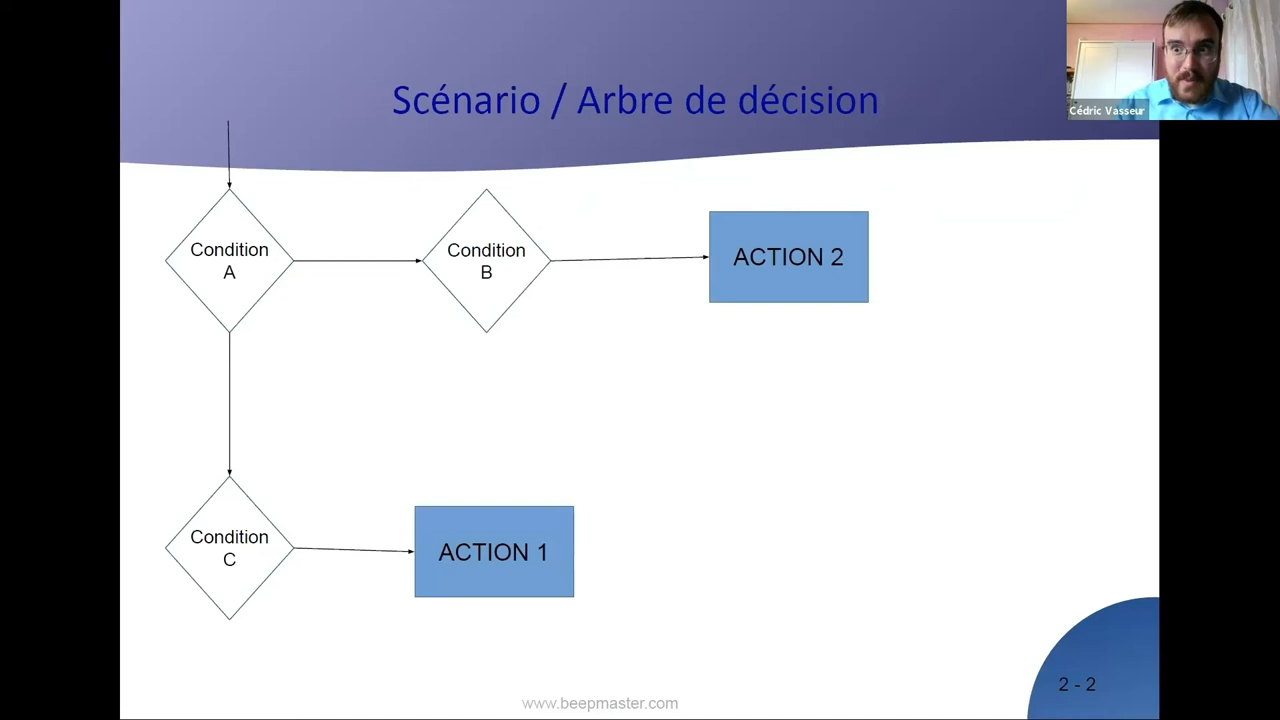 Scénario / Arbre de décision
Cédric Vasseur
Condition
A
Condition
B
ACTION 2
Condition
C
ACTION 1
2 - 2
www.beepmaster.com